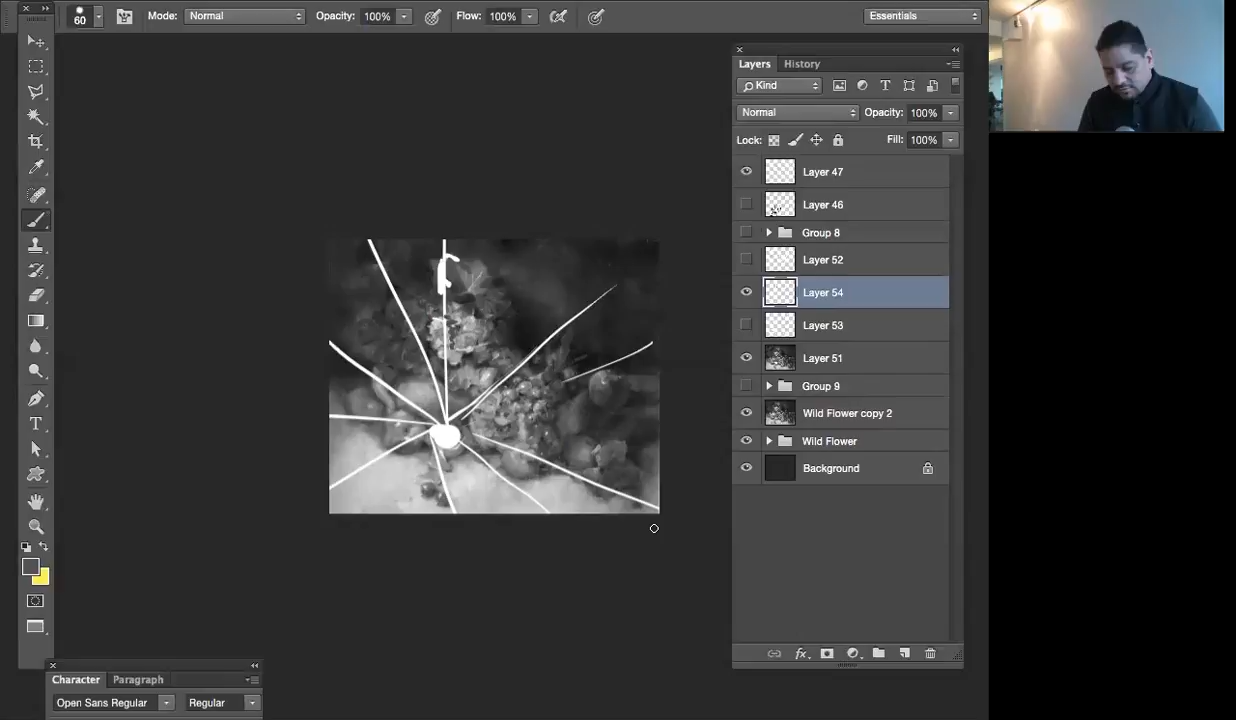 60 Mode: Normal Opacity: 100% Flow: 100% Essentials
Layers History
Kind
Normal Opacity: 100%
Lock: Fill: 100%
Layer 47
Layer 46
Group 8
Layer 52
Layer 54
Layer 53
Layer 51
Group 9
Wild Flower copy 2
Wild Flower
Background
Character Paragraph
Open Sans Regular Regular